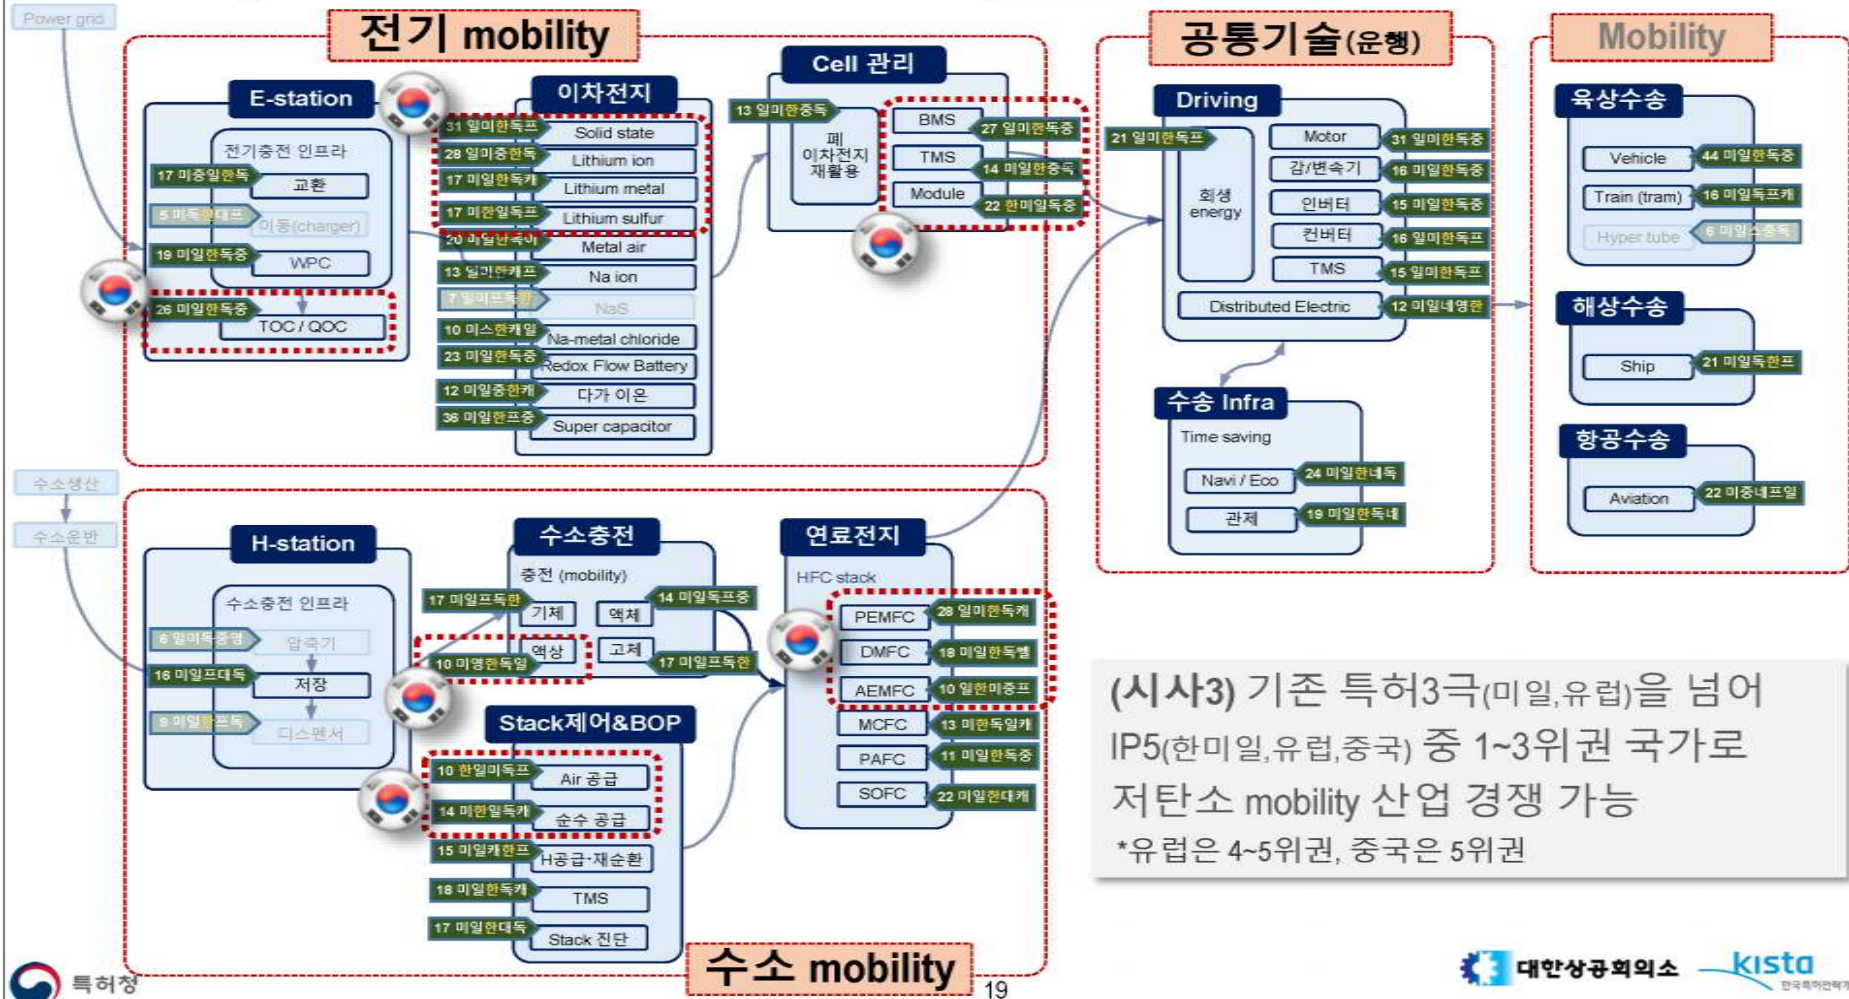 Power grid
전기 mobility
E-station
전기충전 인프라
17 미중일한독
교환
5 미독한대프
이동(charger)
19 미일한독중
WPC
26 미일한독중
TOC / QOC
이차전지
31 일미한독프
Solid state
28 일미중한독
Lithium ion
17 미일한독캐
Lithium metal
17 미한일독프
Lithium sulfur
Metal air
13 일미한캐프
Na ion
7 일미프독한
NaS
10 미스한캐일
Na-metal chloride
23 미일한독중
Redox Flow Battery
12 미일중한캐
다가 이온
36 미일한프중
Super capacitor
Cell 관리
13 일미한중독
폐
이차전지
재활용
BMS
27 일미한독중
TMS
14 미일한중독
Module
22 한미일독중
공통기술(운행)
Driving
21 일미한독프
회생
energy
Motor
31 일미한독중
감/변속기
16 미일한독중
인버터
15 미일한독중
컨버터
16 일미한독프
TMS
15 일미한독프
Distributed Electric
12 미일네영한
수송 Infra
Time saving
Navi / Eco
24 미일한네독
관제
19 미일한독네
Mobility
육상수송
Vehicle
44 미일한독중
Train (tram)
16 미일독프캐
Hyper tube
6 미일스중독
해상수송
Ship
21 미일독한프
항공수송
Aviation
22 미중네프일
수소생산
수소운반
H-station
수소충전 인프라
6 일미독중영
압축기
16 미일프대독
저장
9 미일한프독
디스펜서
수소충전
충전 (mobility)
17 미일프독한
기체
액체
14 미일독프중
10 미영한독일
액상
고체
17 미일프독한
Stack제어&BOP
10 한일미독프
Air 공급
14 미한일독캐
순수 공급
15 미일캐한프
H공급·재순환
18 미일한독캐
TMS
17 미일한대독
Stack 진단
연료전지
HFC stack
PEMFC
28 일미한독캐
DMFC
18 미일한독벨
AEMFC
10 일한미중프
MCFC
13 미한독일캐
PAFC
11 미일한독중
SOFC
22 미일한대캐
수소 mobility
(시사3) 기존 특허3극(미일,유럽)을 넘어
IP5(한미일,유럽,중국) 중 1~3위권 국가로
저탄소 mobility 산업 경쟁 가능
*유럽은 4~5위권, 중국은 5위권
특허청
19
대한상공회의소
kista